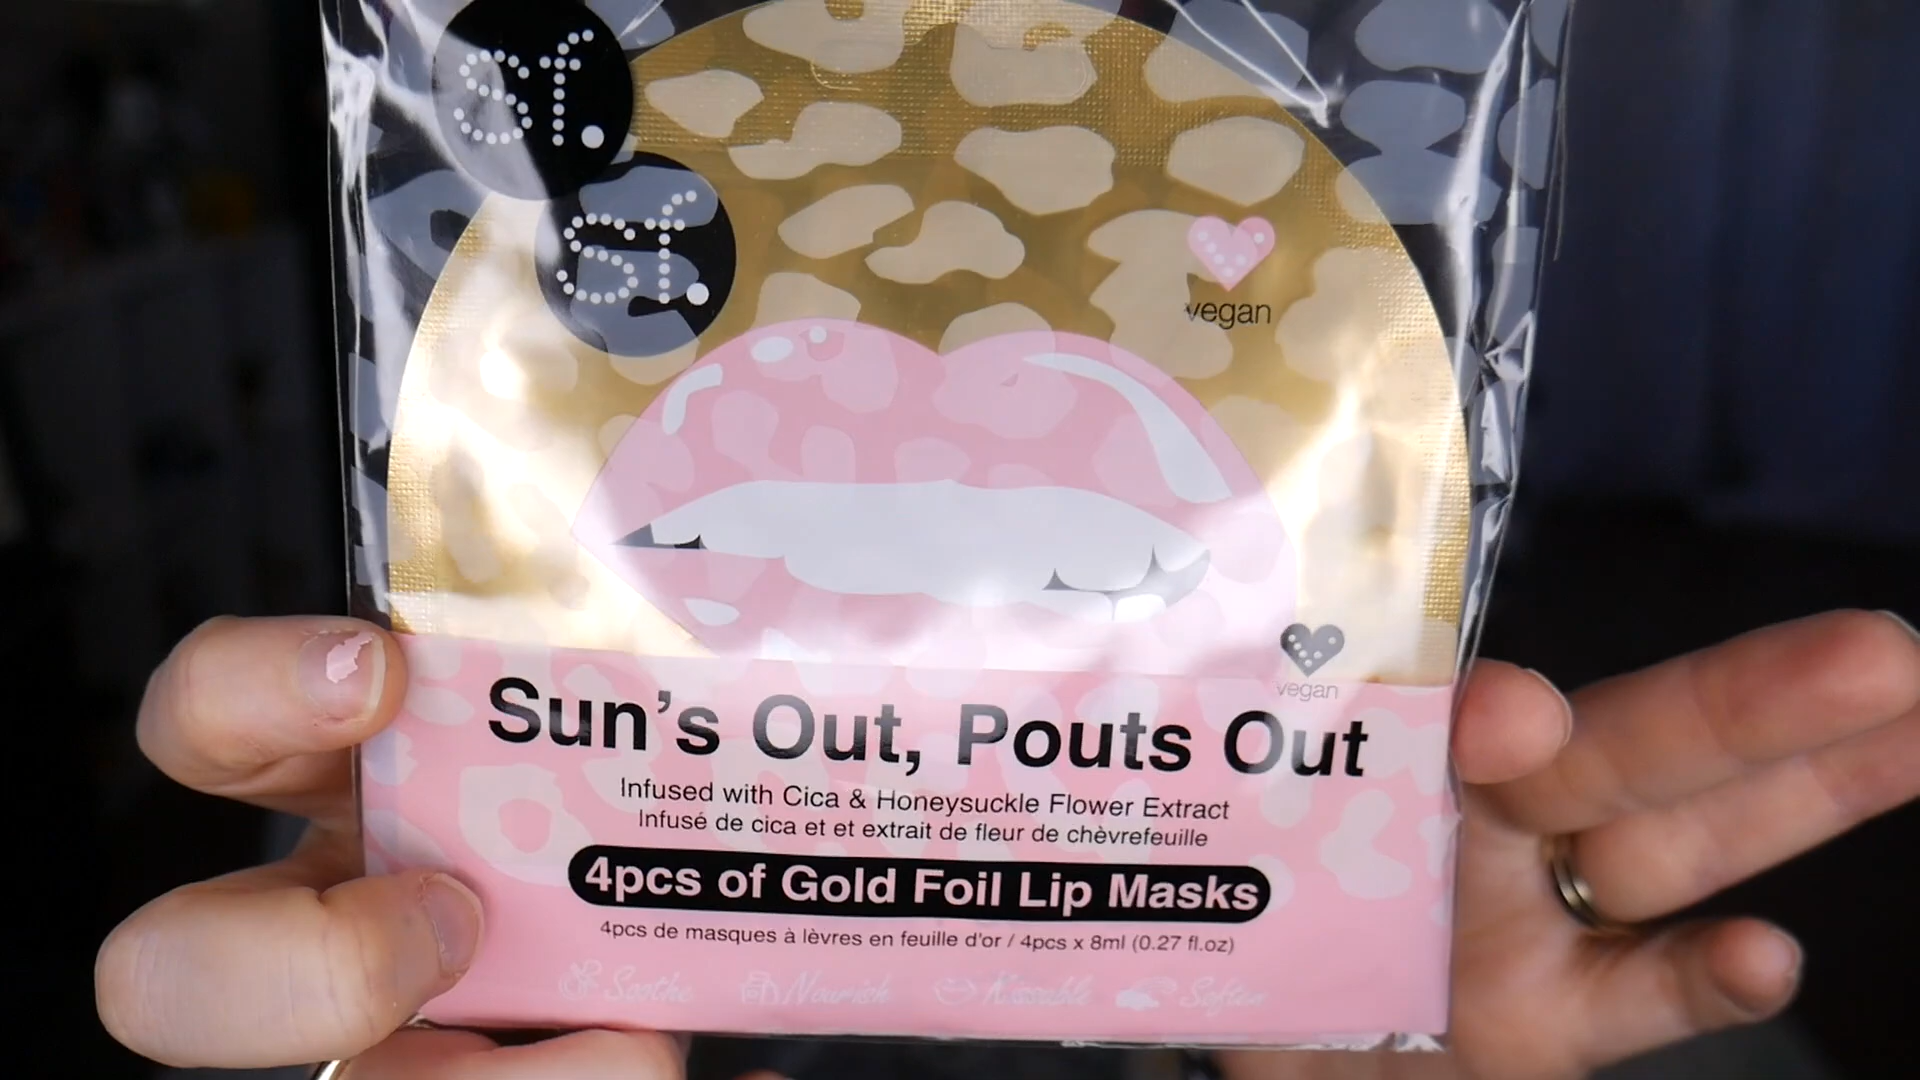 sf.
sf.
vegan
vegan
Sun's Out, Pouts Out
Infused with Cica & Honeysuckle Flower Extract
Infusé de cica et et extrait de fleur de chèvrefeuille
4pcs of Gold Foil Lip Masks
4pcs de masques à lèvres en feuille d'or / 4pcs x 8ml (0.27 fl.oz)
Soothe Nourish Kissable Soften